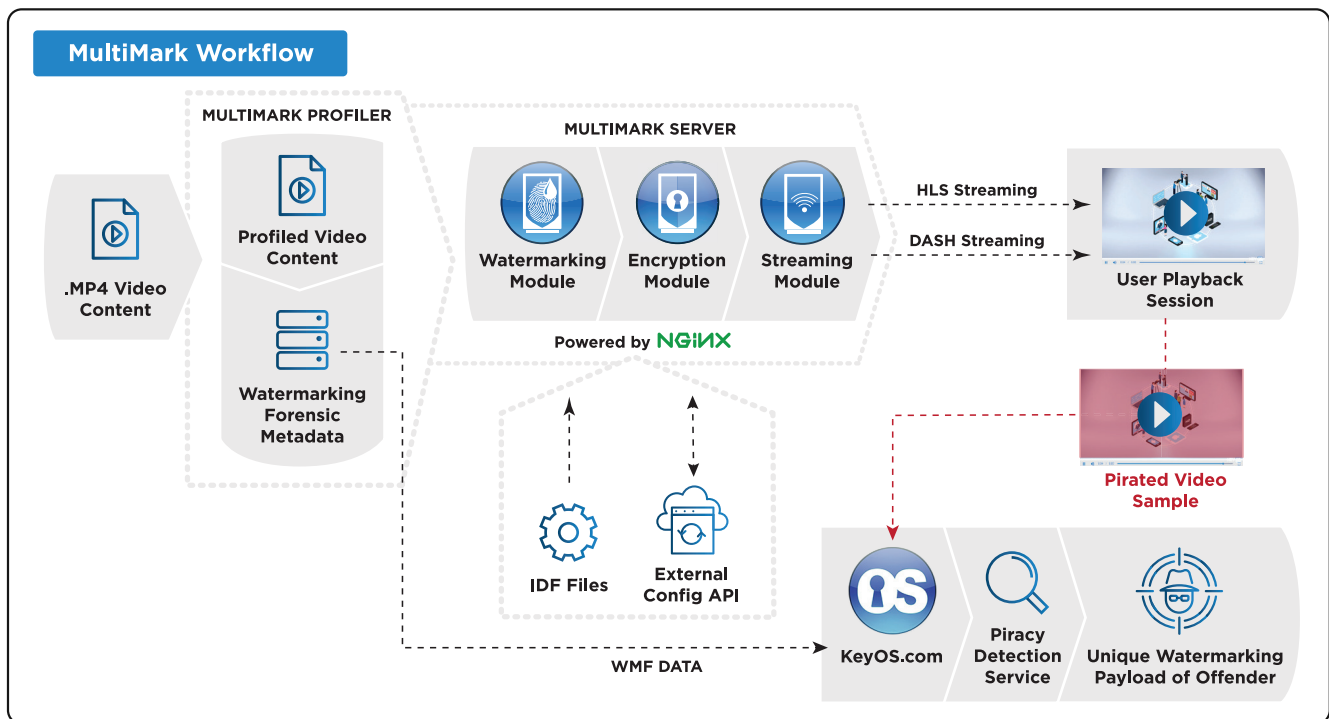 MultiMark Workflow
MULTIMARK PROFILER
MULTIMARK SERVER
.MP4 Video
Content
Profiled Video
Content
Watermarking
Forensic
Metadata
Watermarking
Module
Encryption
Module
Streaming
Module
Powered by NGINX
HLS Streaming
DASH Streaming
User Playback
Session
Pirated Video
Sample
IDF Files
External
Config API
WMF DATA
OS
KeyOS.com
Piracy
Detection
Service
Unique Watermarking
Payload of Offender